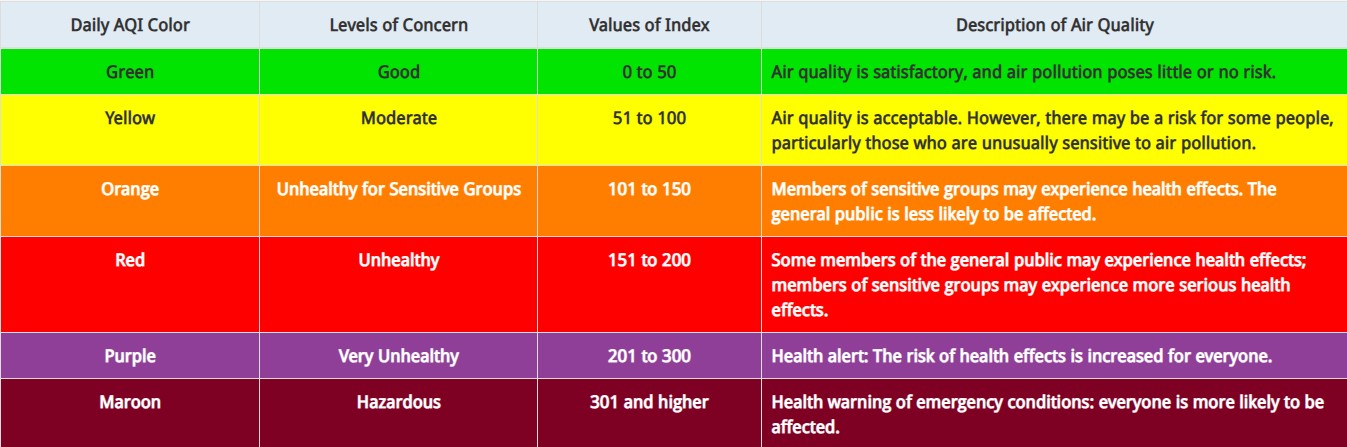 Daily AQI Color Levels of Concern Values of Index Description of Air Quality
Green Good 0 to 50 Air quality is satisfactory, and air pollution poses little or no risk.
Yellow Moderate 51 to 100 Air quality is acceptable. However, there may be a risk for some people,
particularly those who are unusually sensitive to air pollution.
Orange Unhealthy for Sensitive Groups 101 to 150 Members of sensitive groups may experience health effects. The
general public is less likely to be affected.
Red Unhealthy 151 to 200 Some members of the general public may experience health effects;
members of sensitive groups may experience more serious health
effects.
Purple Very Unhealthy 201 to 300 Health alert: The risk of health effects is increased for everyone.
Maroon Hazardous 301 and higher Health warning of emergency conditions: everyone is more likely to be
affected.